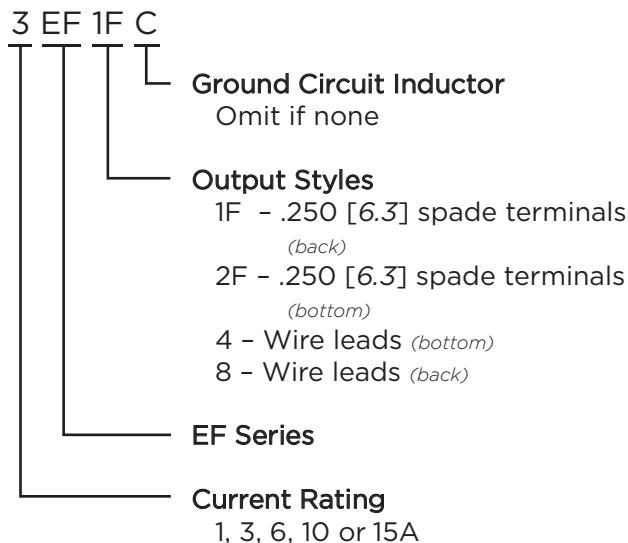 3 EF 1F C
Ground Circuit Inductor
Omit if none
Output Styles
1F – .250 [6.3] spade terminals
(back)
2F – .250 [6.3] spade terminals
(bottom)
4 – Wire leads (bottom)
8 – Wire leads (back)
EF Series
Current Rating
1, 3, 6, 10 or 15A